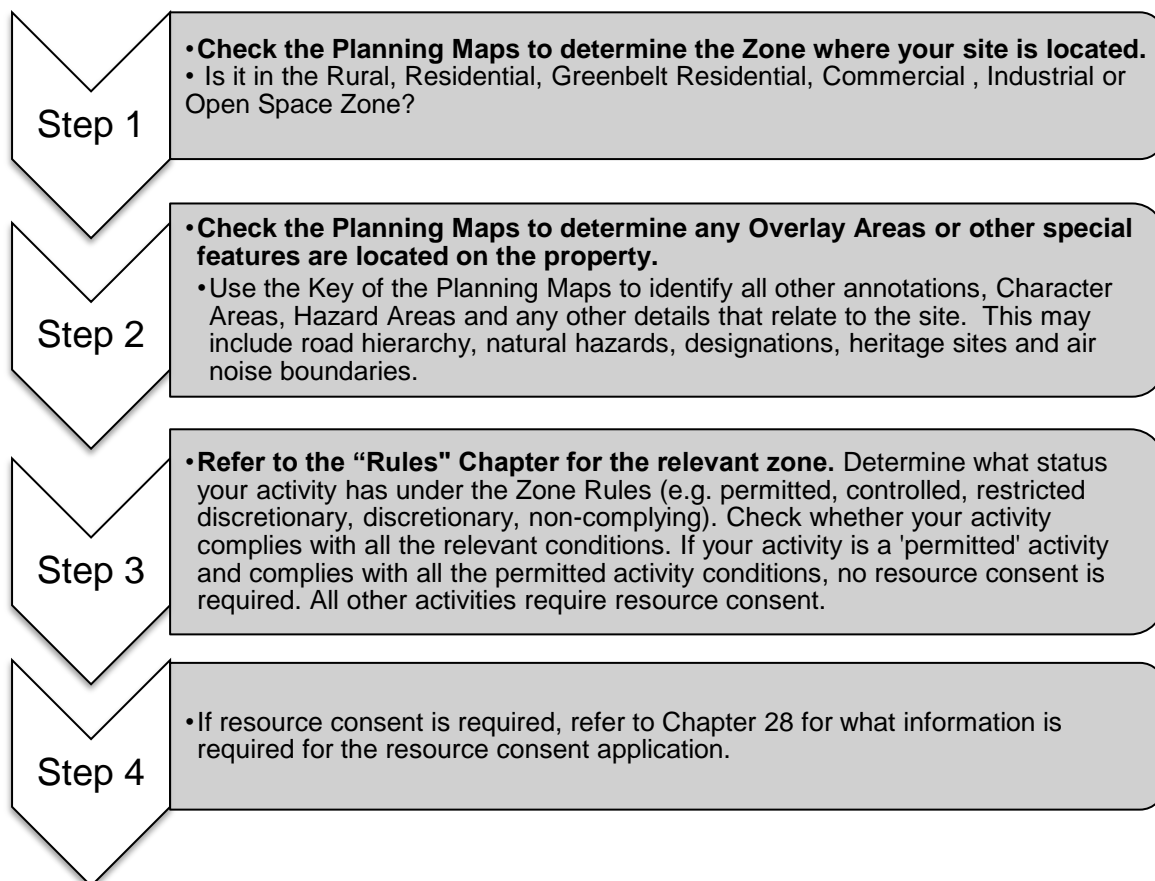 Step 1
•Check the Planning Maps to determine the Zone where your site is located.
• Is it in the Rural, Residential, Greenbelt Residential, Commercial , Industrial or
Open Space Zone?
Step 2
•Check the Planning Maps to determine any Overlay Areas or other special
features are located on the property.
•Use the Key of the Planning Maps to identify all other annotations, Character
Areas, Hazard Areas and any other details that relate to the site.  This may
include road hierarchy, natural hazards, designations, heritage sites and air
noise boundaries.
Step 3
•Refer to the “Rules" Chapter for the relevant zone. Determine what status
your activity has under the Zone Rules (e.g. permitted, controlled, restricted
discretionary, discretionary, non-complying). Check whether your activity
complies with all the relevant conditions. If your activity is a 'permitted' activity
and complies with all the permitted activity conditions, no resource consent is
required. All other activities require resource consent.
Step 4
•If resource consent is required, refer to Chapter 28 for what information is
required for the resource consent application.